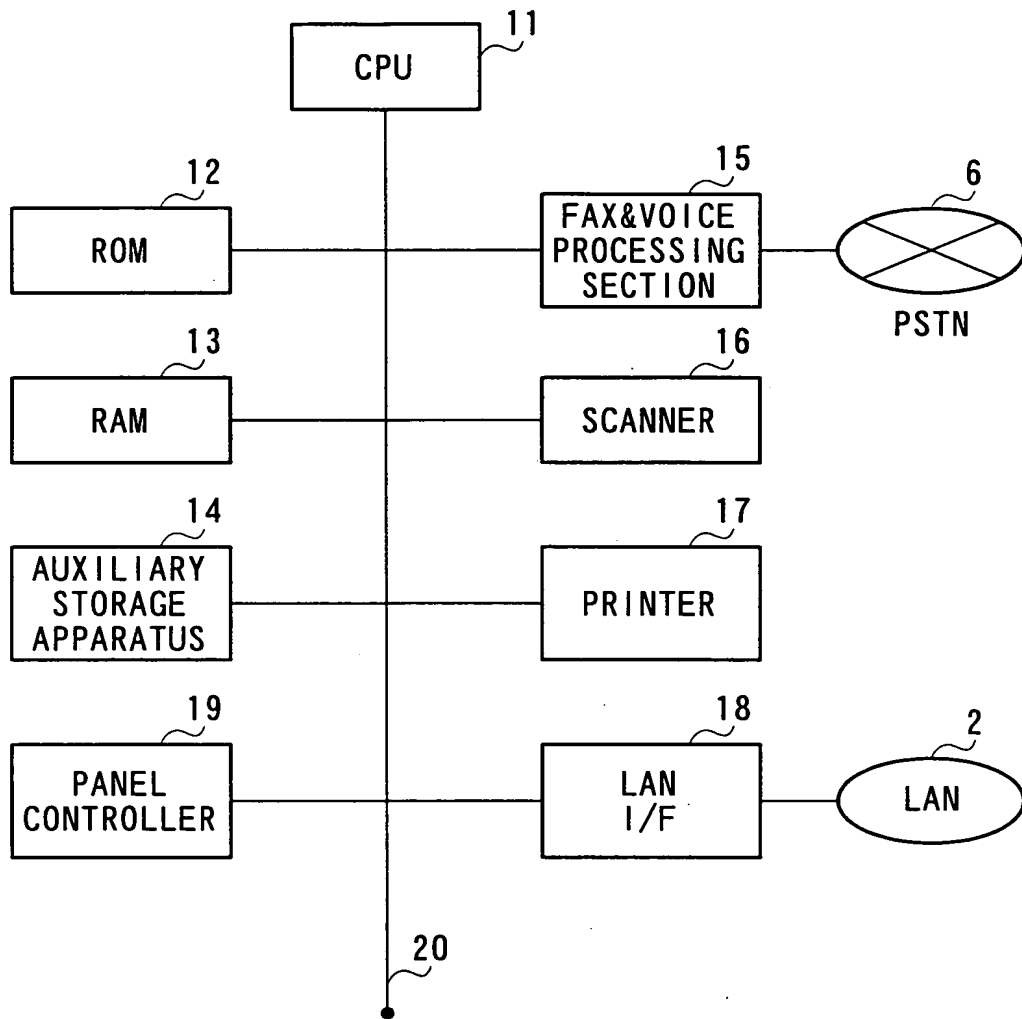 11
CPU
12
ROM
15
FAX&VOICE
PROCESSING
SECTION
6
PSTN
13
RAM
16
SCANNER
14
AUXILIARY
STORAGE
APPARATUS
17
PRINTER
19
PANEL
CONTROLLER
18
LAN
I/F
2
LAN
20